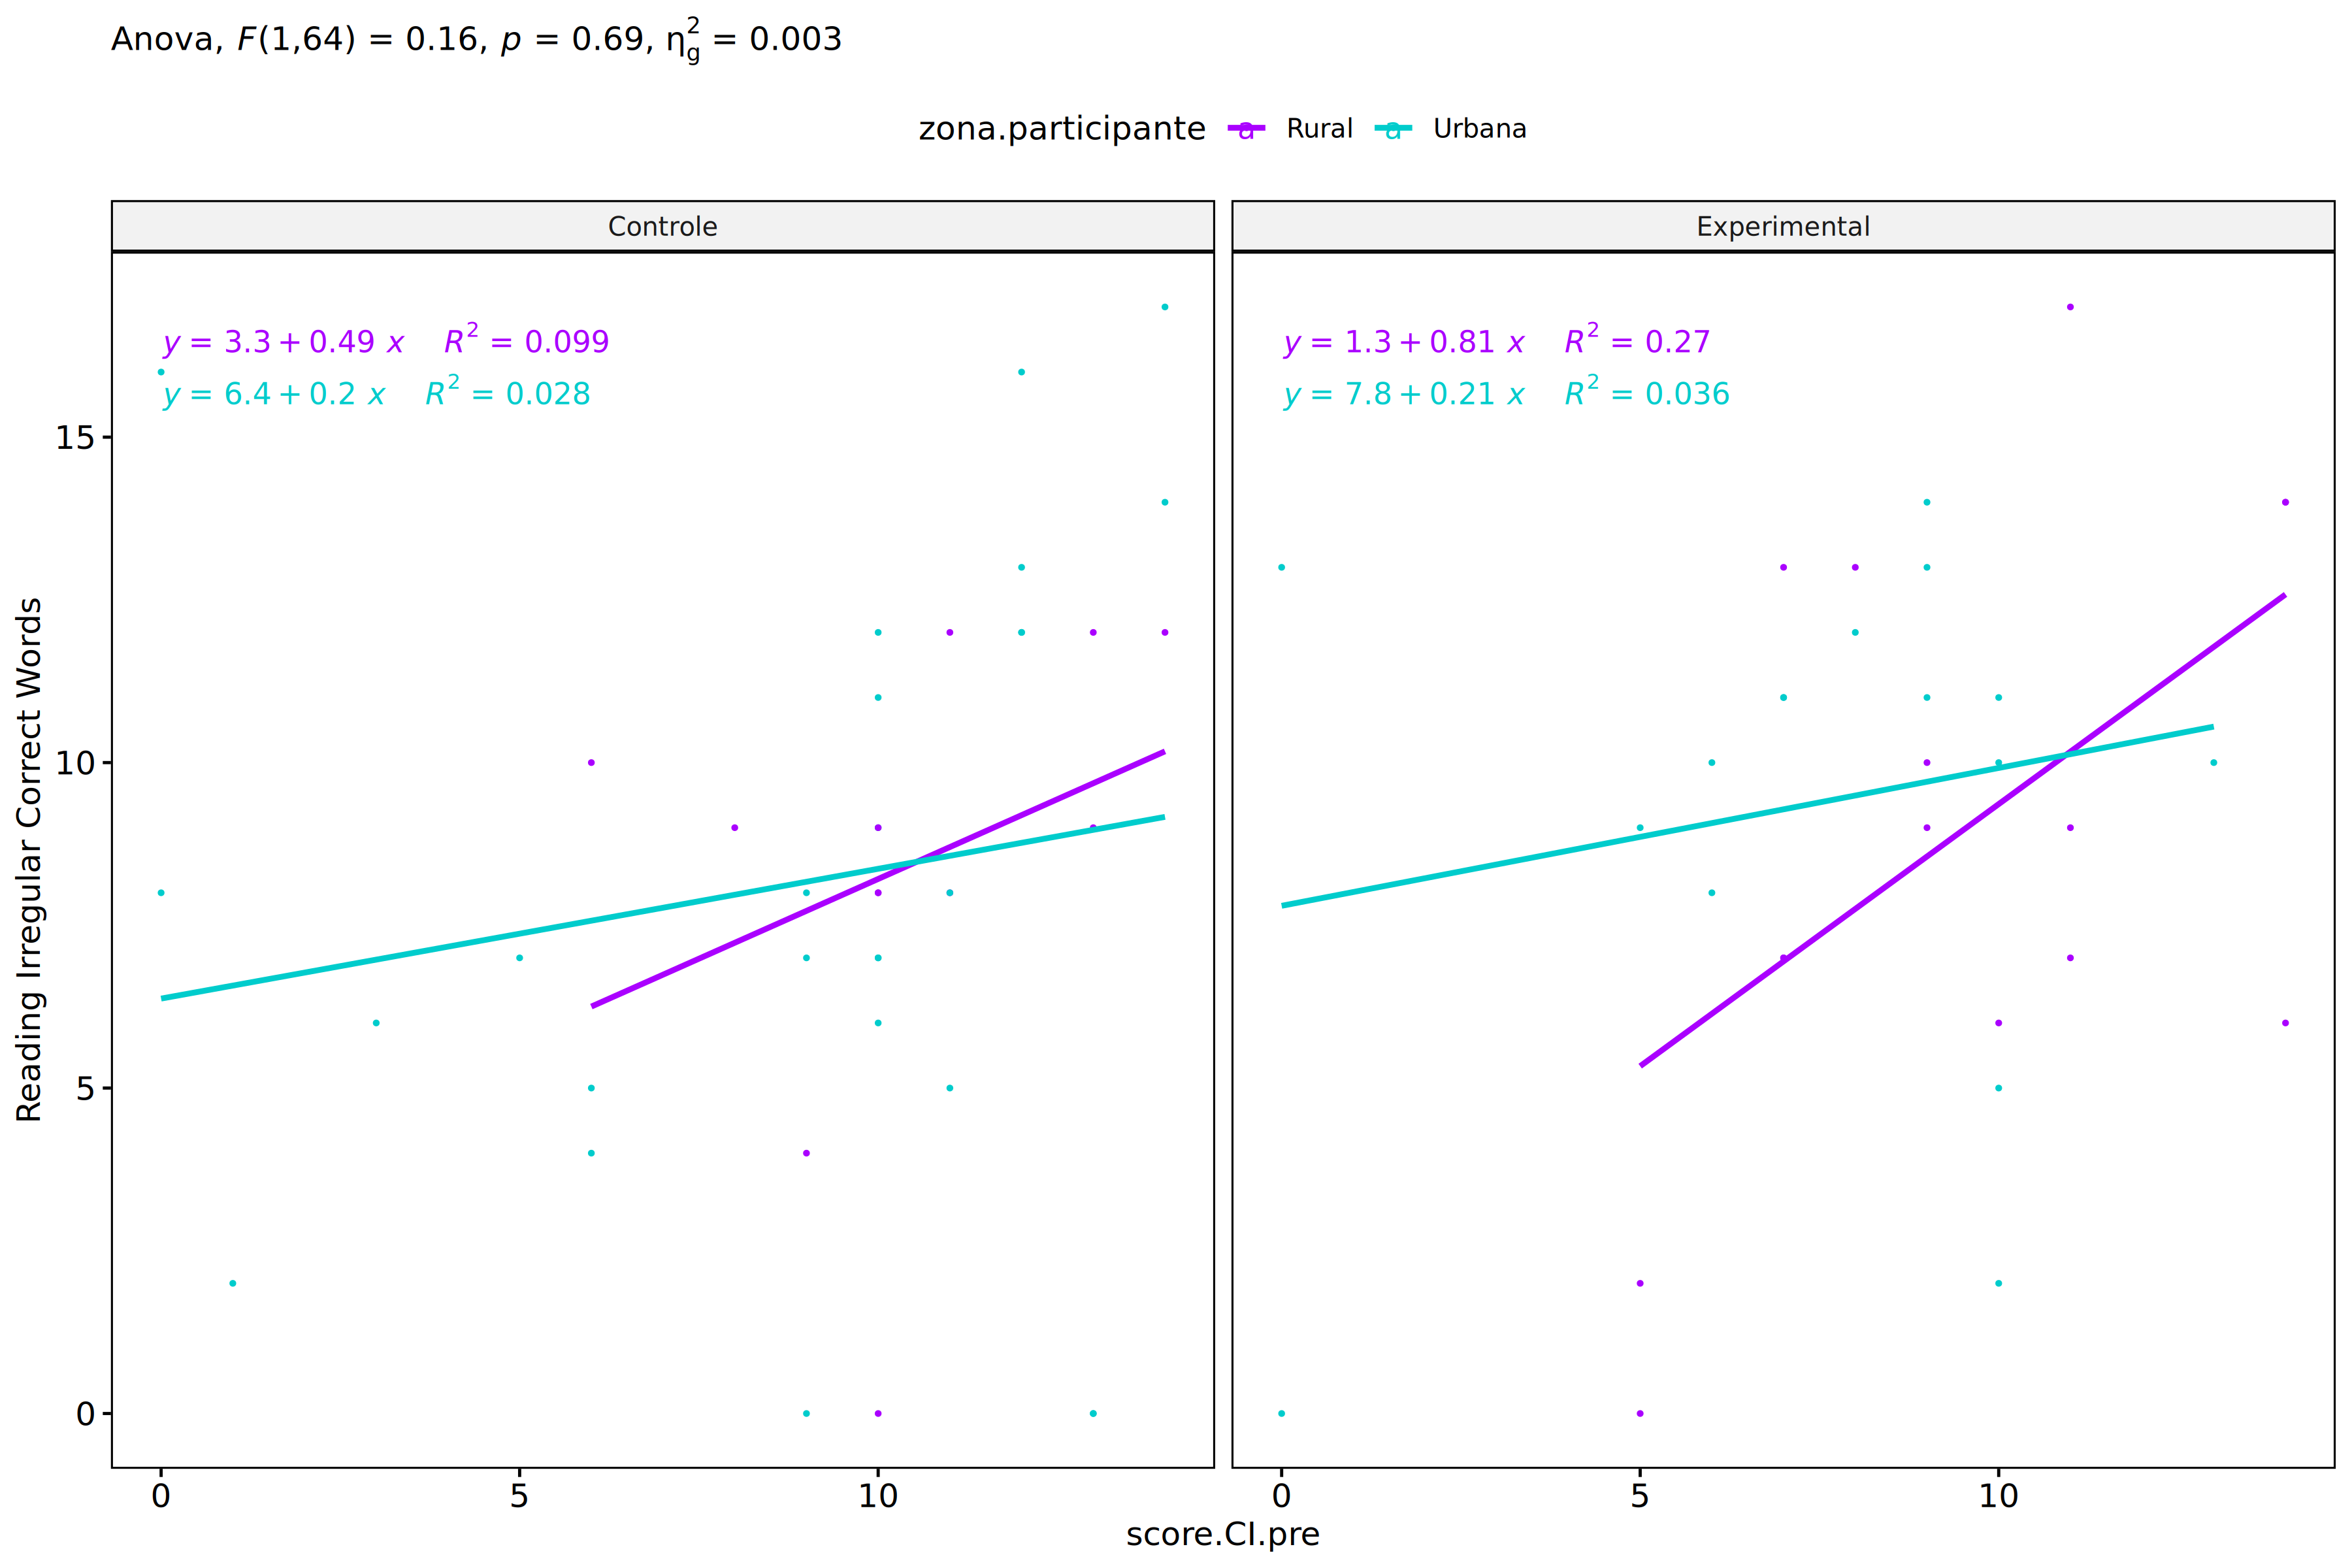 Anova, F(1,64) = 0.16, p = 0.69, η²g = 0.003
zona.participante a Rural a Urbana
Controle
Experimental
y = 3.3 + 0.49 x R² = 0.099
y = 6.4 + 0.2 x R² = 0.028
y = 1.3 + 0.81 x R² = 0.27
y = 7.8 + 0.21 x R² = 0.036
Reading Irregular Correct Words
15
10
5
0
0 5 10
0 5 10
score.CI.pre